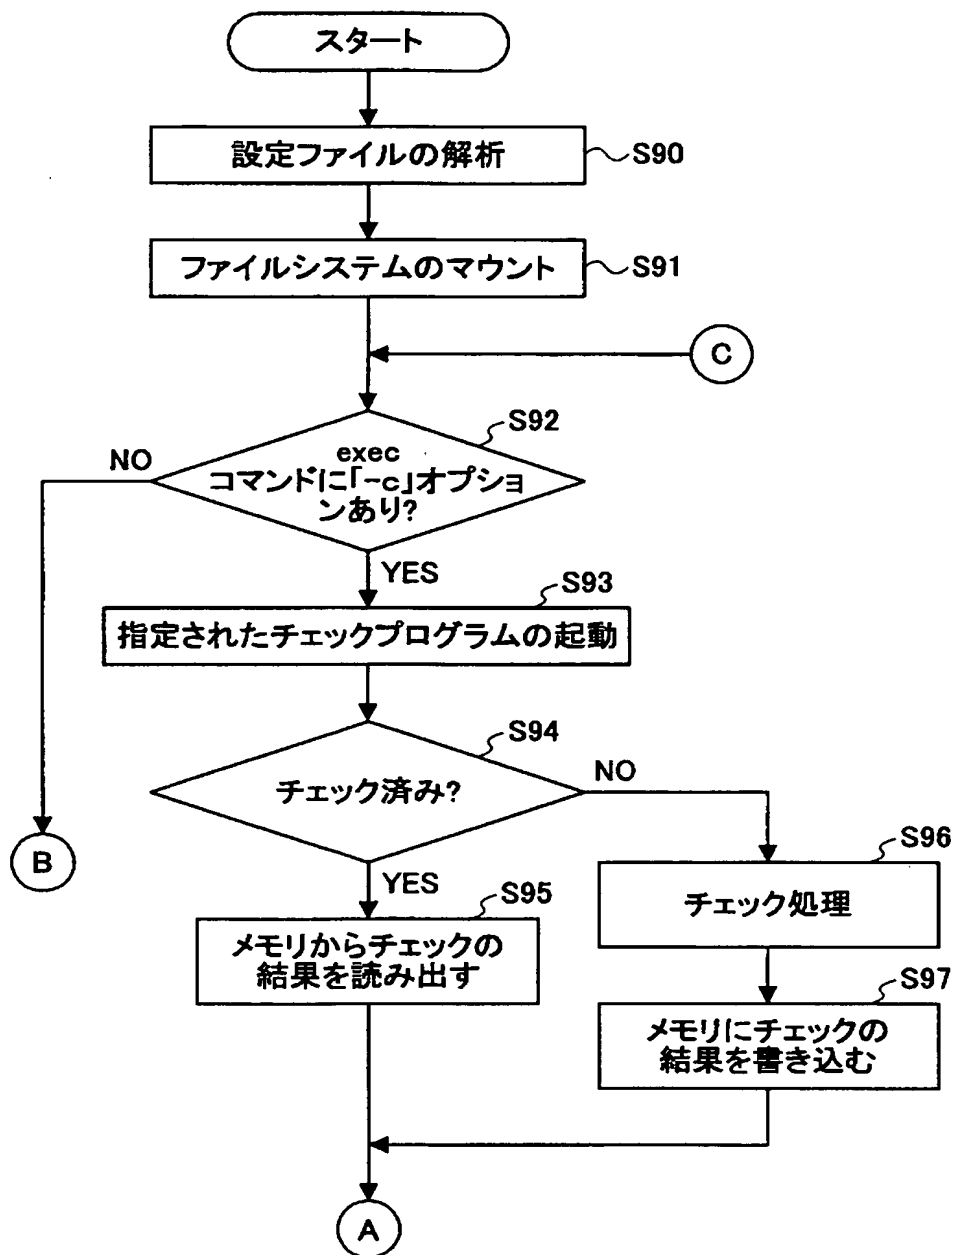 スタート
設定ファイルの解析
S90
ファイルシステムのマウント
S91
C
S92
NO
exec
コマンドに「-c」オプショ
ンあり?
YES
S93
指定されたチェックプログラムの起動
S94
チェック済み?
NO
B
YES
S95
メモリからチェックの
結果を読み出す
S96
チェック処理
S97
メモリにチェックの
結果を書き込む
A